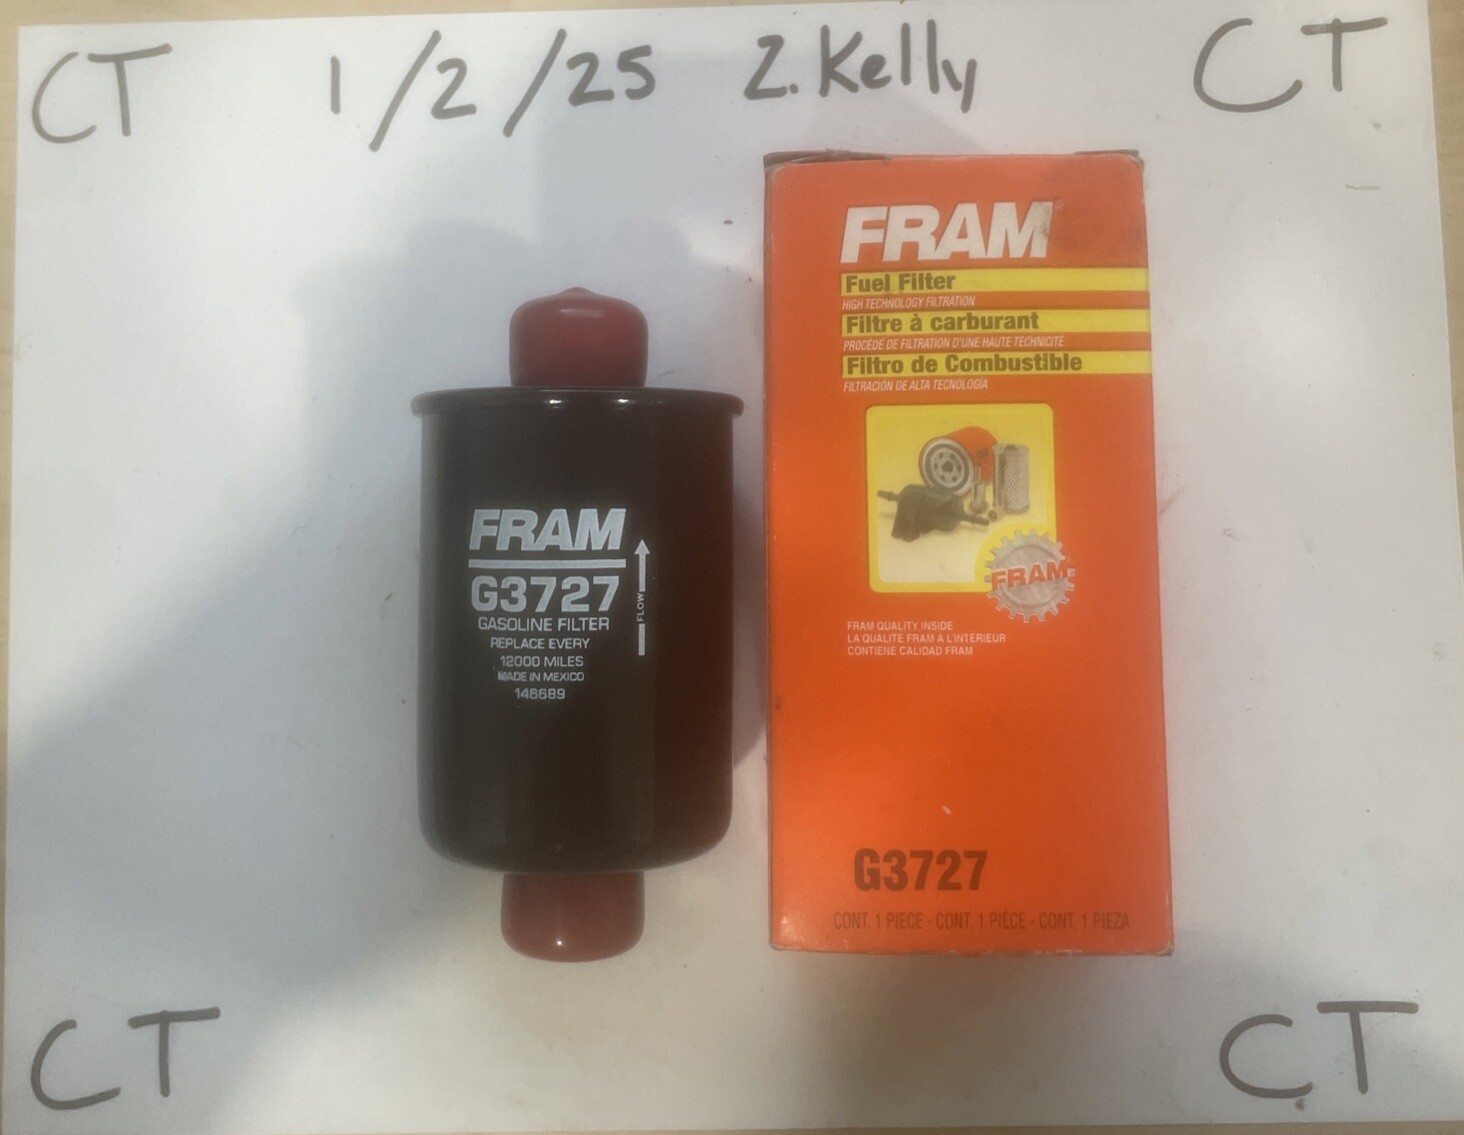 CT 1/2/25 Z. Kelly CT
FRAM
G3727
GASOLINE FILTER
REPLACE EVERY
12000 MILES
MADE IN MEXICO
146689
FLOW
FRAM®
Fuel Filter
HIGH TECHNOLOGY FILTRATION
Filtre à carburant
PROCÉDÉ DE FILTRATION D'UNE HAUTE TECHNICITÉ
Filtro de Combustible
FILTRACIÓN DE ALTA TECNOLOGÍA
FRAM
FRAM QUALITY INSIDE
LA QUALITE FRAM A L'INTÉRIEUR
CONTIENE CALIDAD FRAM
G3727
CONT. 1 PIECE - CONT. 1 PIÈCE - CONT. 1 PIEZA
CT CT